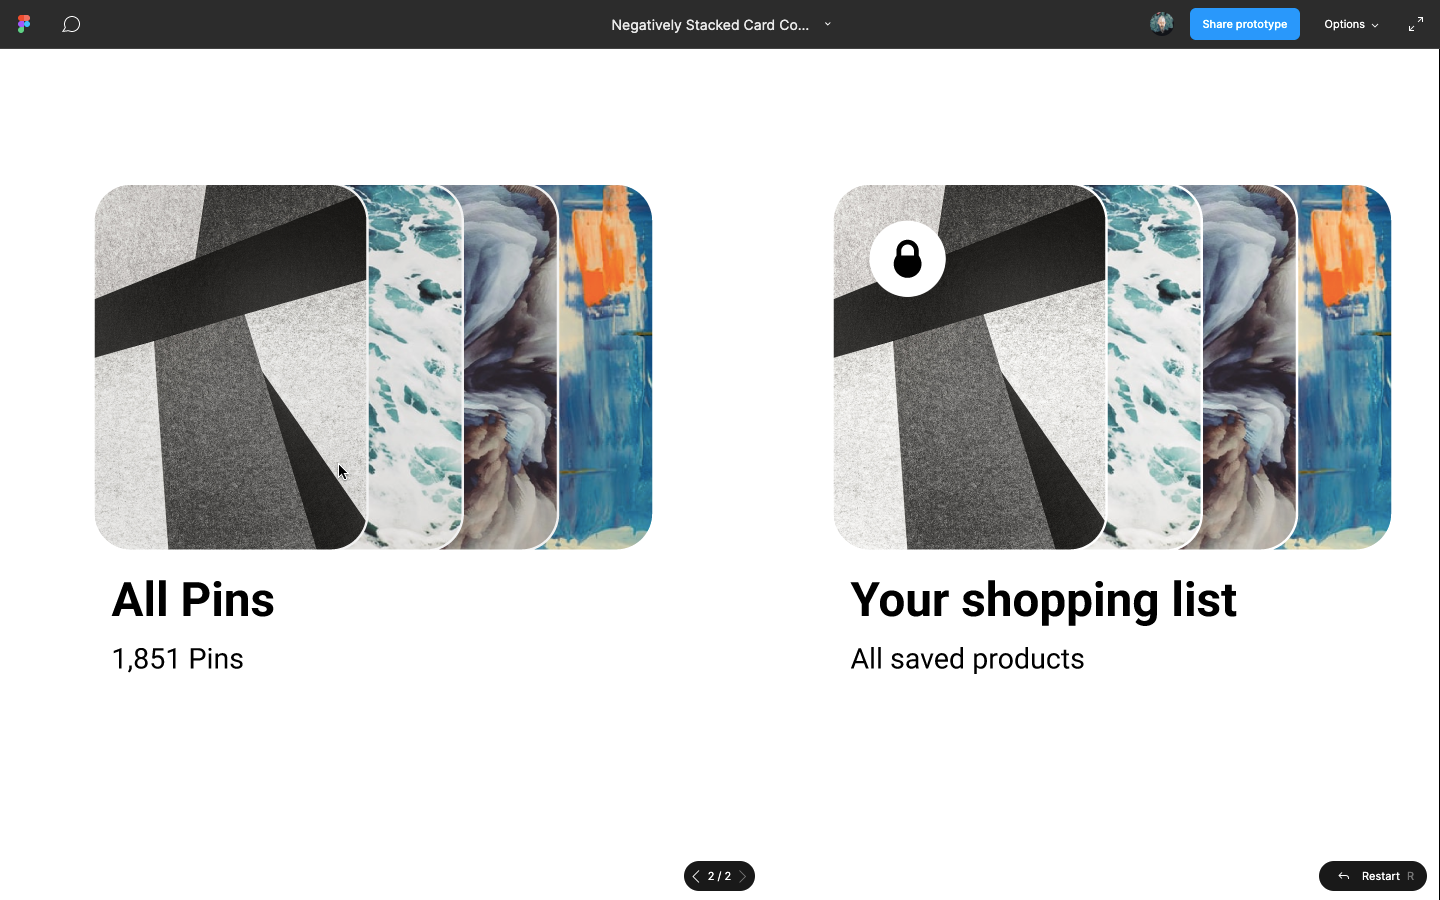 Negatively Stacked Card Co...
Share prototype
Options
All Pins
1,851 Pins
Your shopping list
All saved products
2 / 2
Restart R